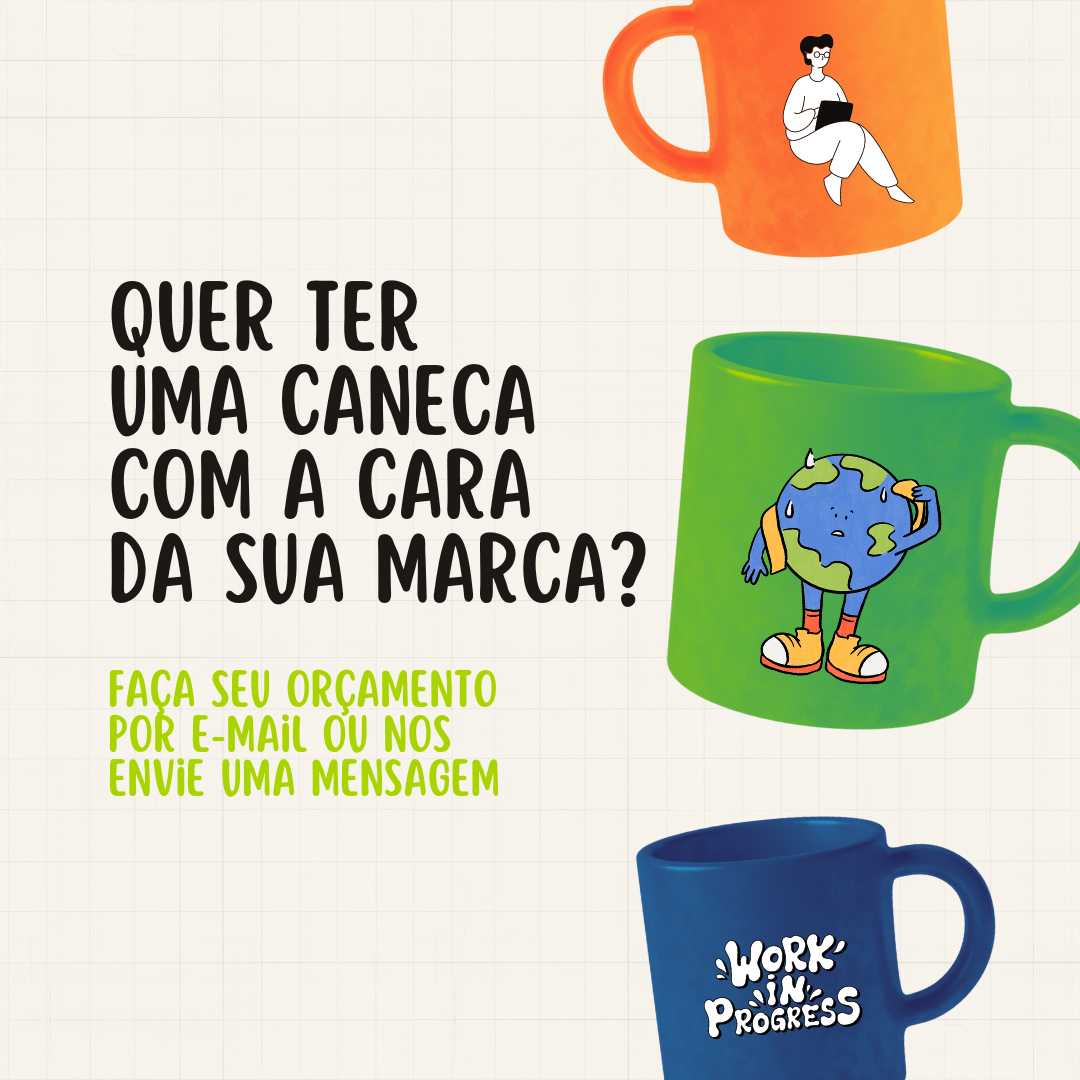 QUER TER
UMA CANECA
COM A CARA
DA SUA MARCA?
FAÇA SEU ORÇAMENTO
POR E-MAiL OU NOS
ENViE UMA MENSAGEM
WORK
iN
PROGRESS